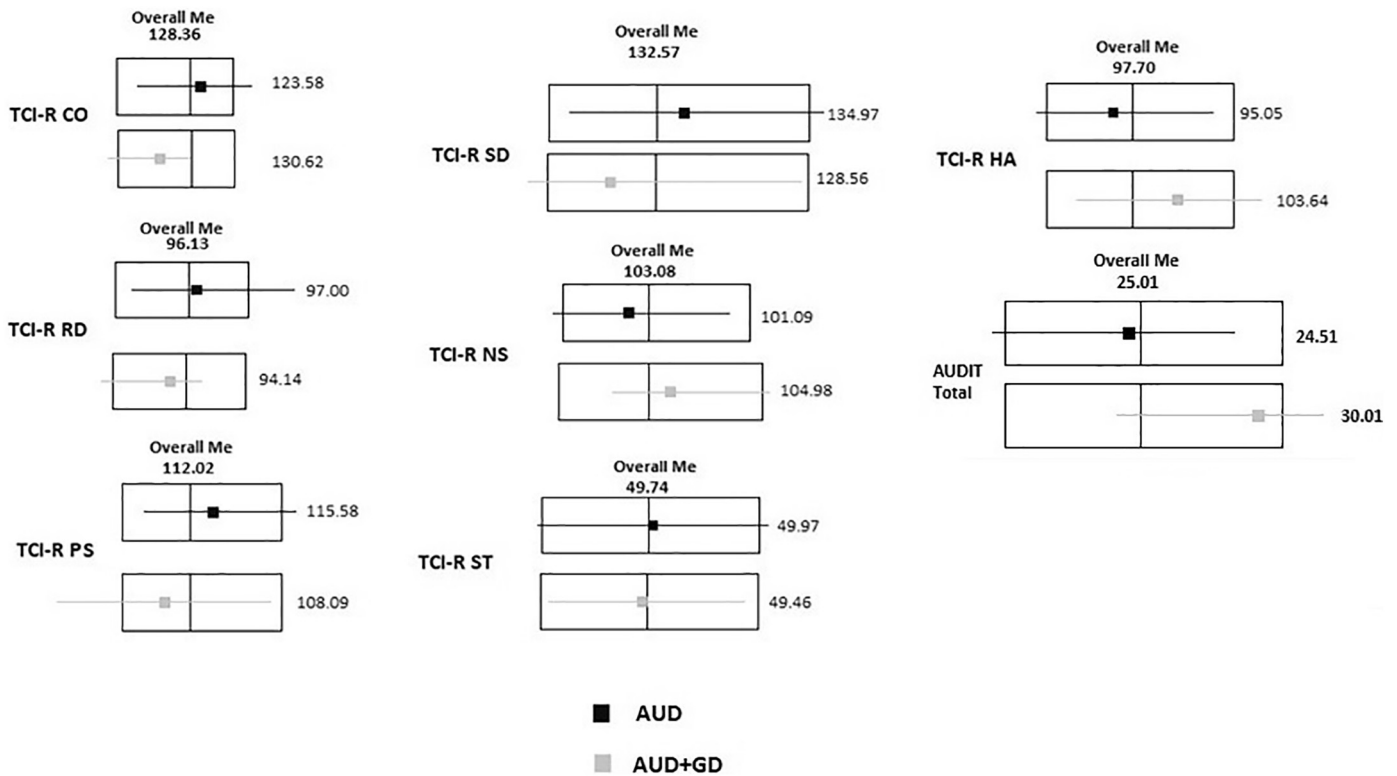 Overall Me
128.36
TCI-R CO
123.58
130.62
Overall Me
96.13
TCI-R RD
97.00
94.14
Overall Me
112.02
TCI-R PS
115.58
108.09
Overall Me
132.57
TCI-R SD
134.97
128.56
Overall Me
103.08
TCI-R NS
101.09
104.98
Overall Me
49.74
TCI-R ST
49.97
49.46
Overall Me
97.70
TCI-R HA
95.05
103.64
Overall Me
25.01
AUDIT
Total
24.51
30.01
AUD
AUD+GD